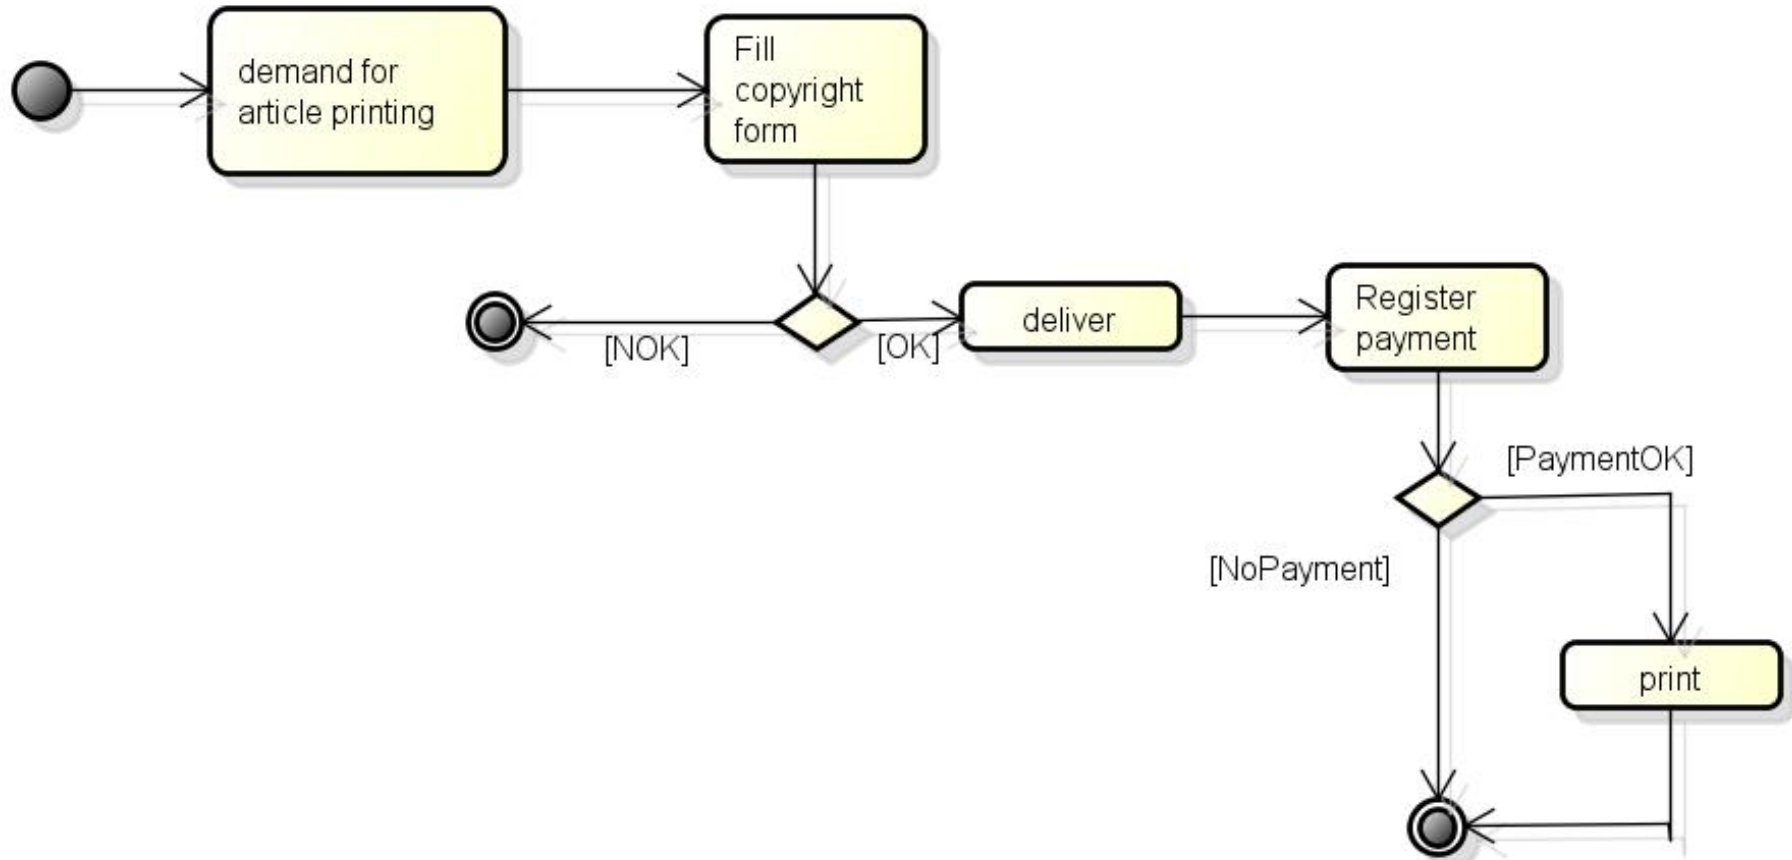 demand for
article printing
Fill
copyright
form
[NOK]
[OK]
deliver
Register
payment
[PaymentOK]
[NoPayment]
print